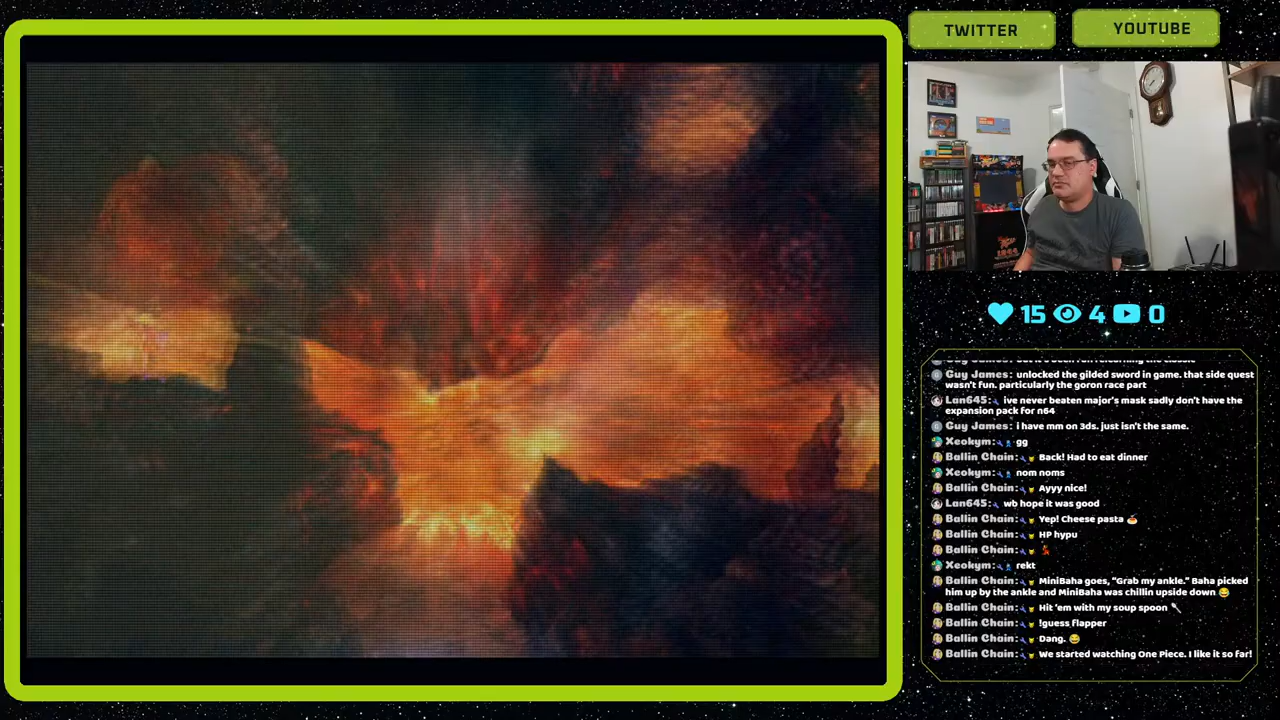 TWITTER
YOUTUBE
15 4 0
Guy James: unlocked the gilded sword in game. that side quest
wasn't fun. particularly the goron race part
Lan645: ive never beaten major's mask sadly don't have the
expansion pack for n64
Guy James: i have mm on 3ds. just isn't the same.
Xeokym: gg
Ballin Chain: Back! Had to eat dinner
Xeokym: nom noms
Ballin Chain: Ayyy nice!
Lan645: wb hope it was good
Ballin Chain: Yep! Cheese pasta 🍝
Ballin Chain: HP hypu
Ballin Chain: 💃
Xeokym: rekt
Ballin Chain: MiniBaha goes, "Grab my ankle." Baha picked
him up by the ankle and MiniBaha was chillin upside down 😂
Ballin Chain: Hit 'em with my soup spoon 🥄
Ballin Chain: !guess flapper
Ballin Chain: Dang. 😂
Ballin Chain: We started watching One Piece. I like it so far!